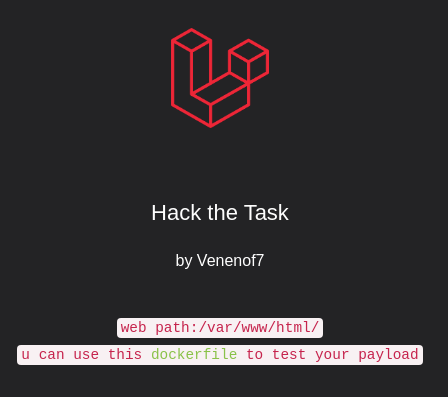 Hack the Task
by Venenof7
web path:/var/www/html/
u can use this dockerfile to test your payload